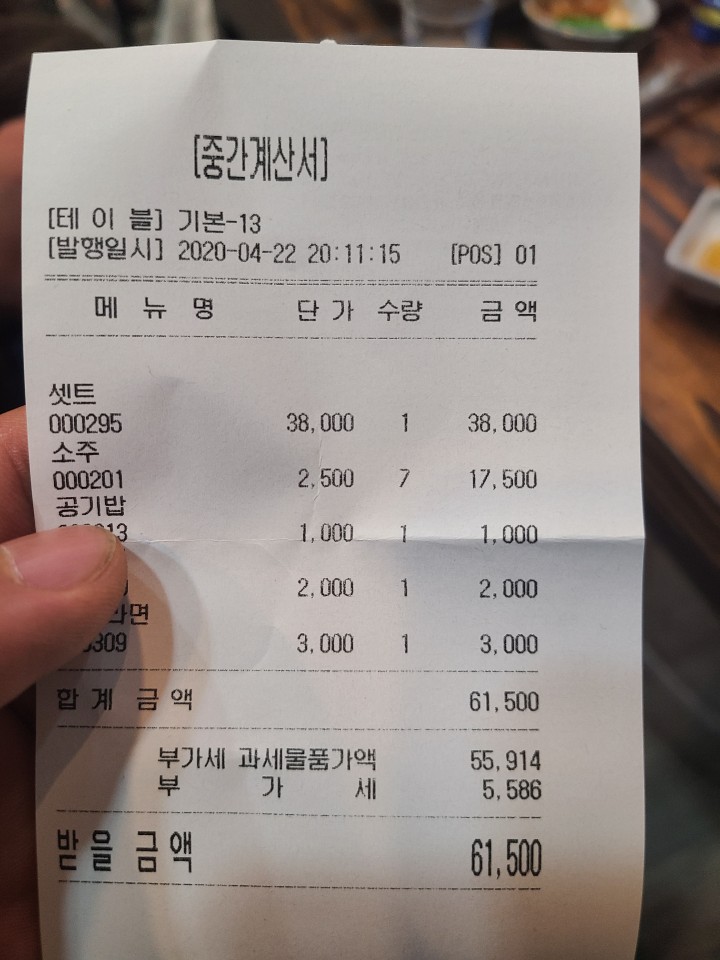 [중간계산서]
[테 이 블] 기본-13
[발행일시] 2020-04-22 20:11:15 [POS] 01
메 뉴 명 단 가 수량 금 액
셋트
000295 38,000 1 38,000
소주
000201 2,500 7 17,500
공기밥
1,000 1 1,000
2,000 1 2,000
3,000 1 3,000
합 계 금 액 61,500
부가세 과세물품가액 55,914
부 가 세 5,586
받 을 금 액 61,500